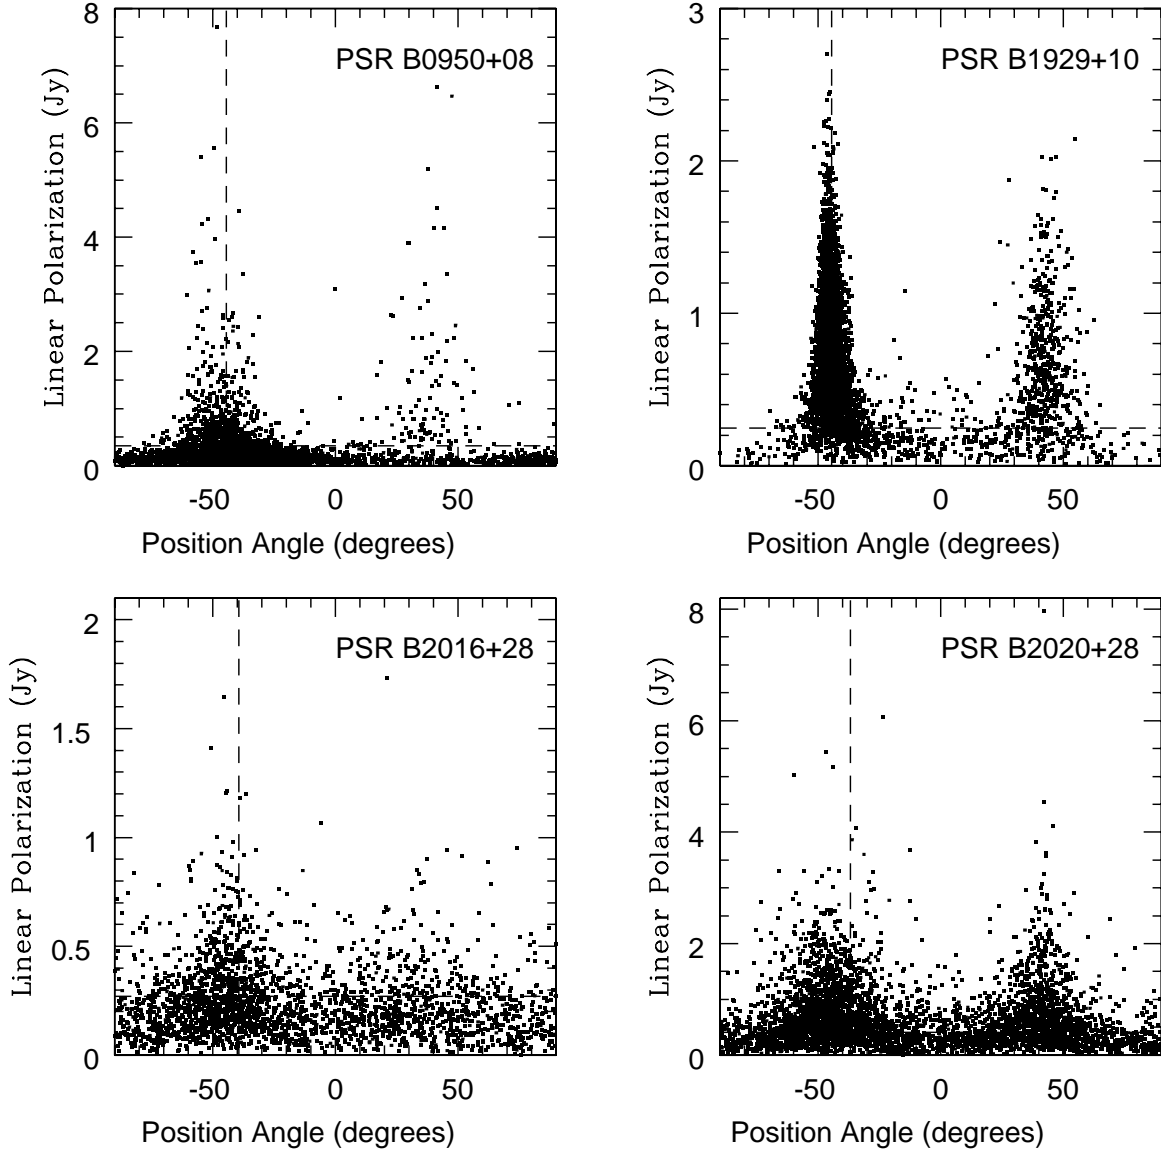 PSR B0950+08
Linear Polarization (Jy)
8
6
4
2
0
-50 0 50
Position Angle (degrees)
PSR B1929+10
Linear Polarization (Jy)
3
2
1
0
-50 0 50
Position Angle (degrees)
PSR B2016+28
Linear Polarization (Jy)
2
1.5
1
0.5
0
-50 0 50
Position Angle (degrees)
PSR B2020+28
Linear Polarization (Jy)
8
6
4
2
0
-50 0 50
Position Angle (degrees)